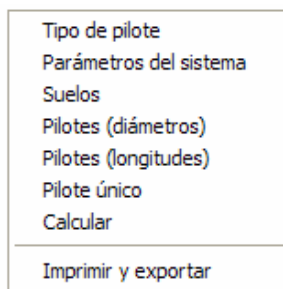 Tipo de pilote
Parámetros del sistema
Suelos
Pilotes (diámetros)
Pilotes (longitudes)
Pilote único
Calcular
Imprimir y exportar